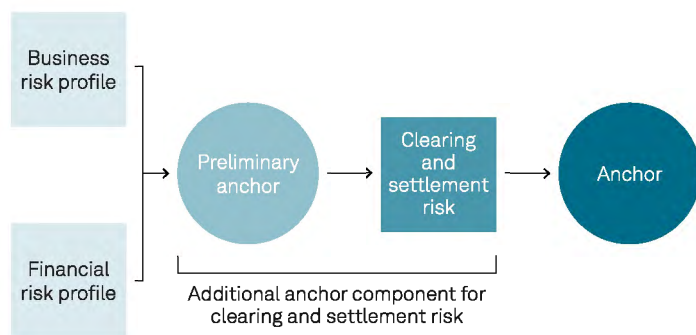 Business
risk profile
Financial
risk profile
Preliminary
anchor
Clearing
and
settlement
risk
Anchor
Additional anchor component for
clearing and settlement risk